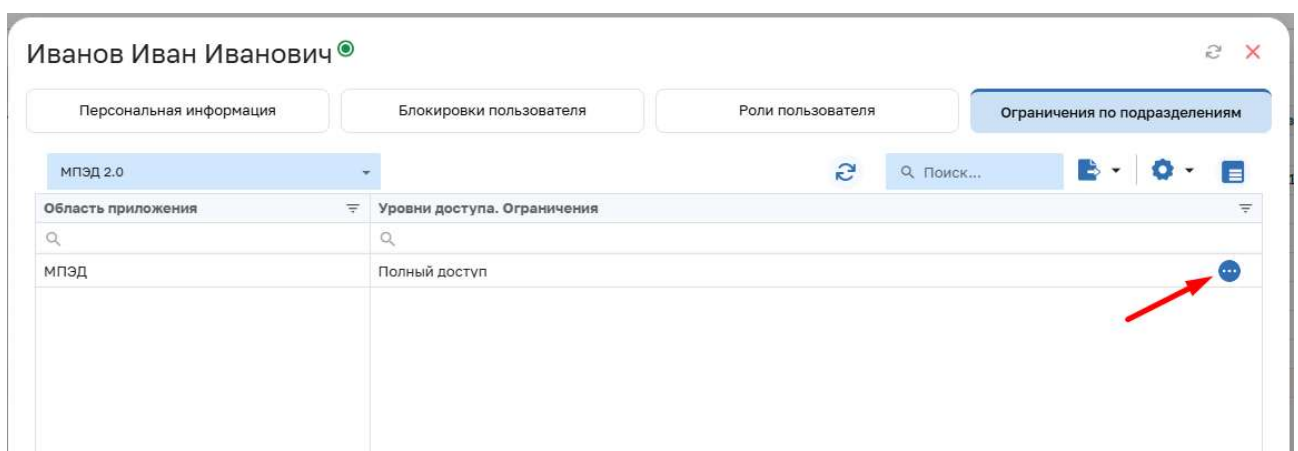 Иванов Иван Иванович
Персональная информация Блокировки пользователя Роли пользователя Ограничения по подразделениям
МПЭД 2.0 Поиск...
Область приложения Уровни доступа. Ограничения
МПЭД Полный доступ